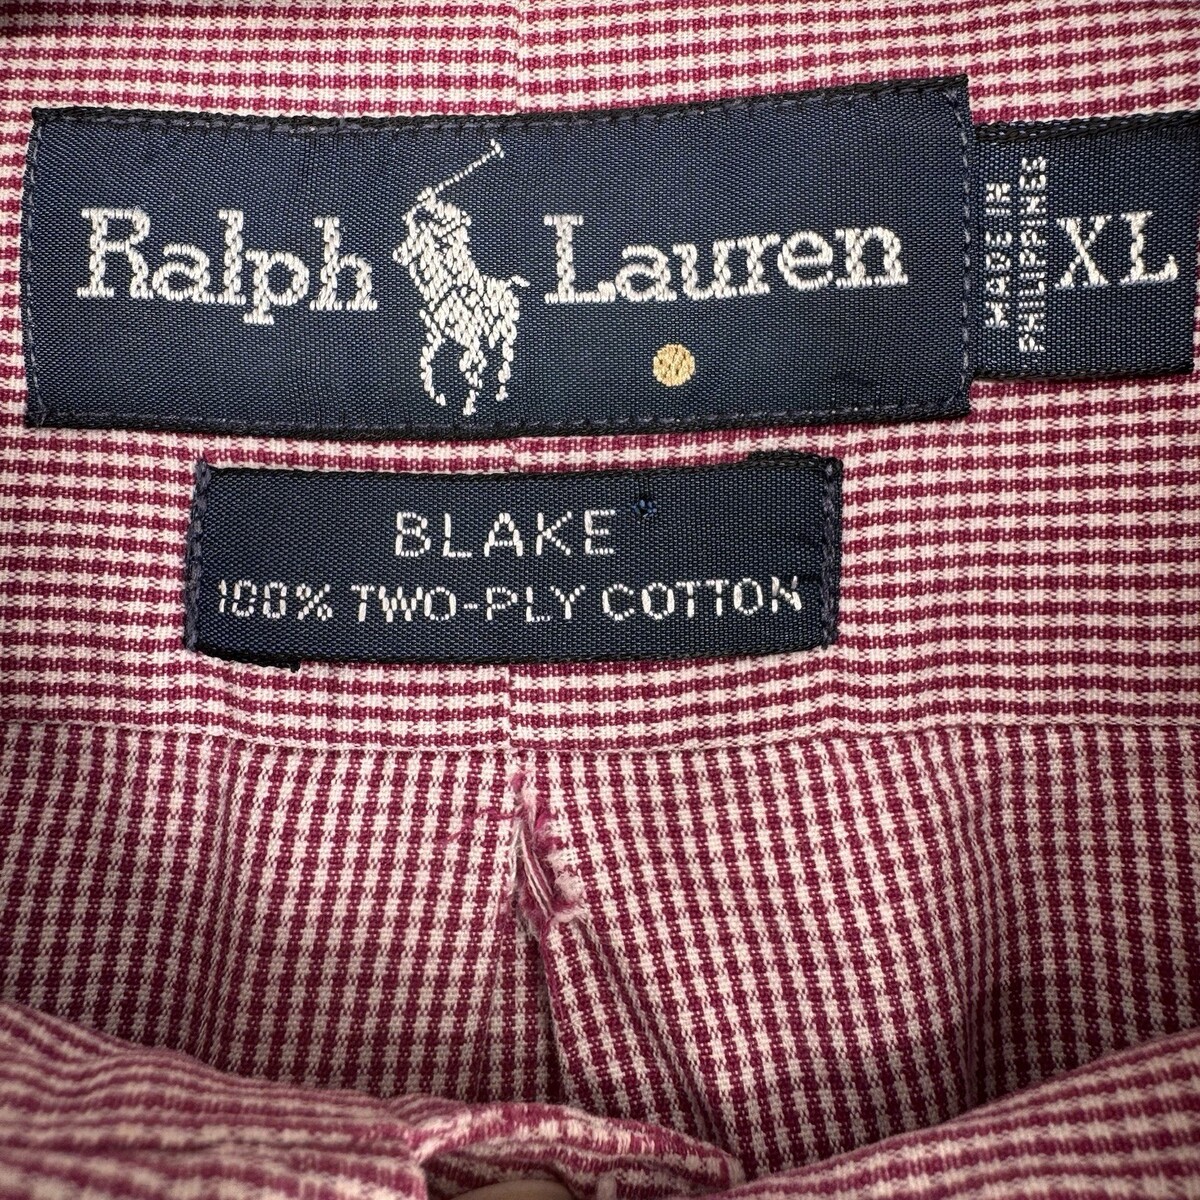 Ralph Lauren
MADE IN
PHILIPPINES
XL
BLAKE
100% TWO-PLY COTTON